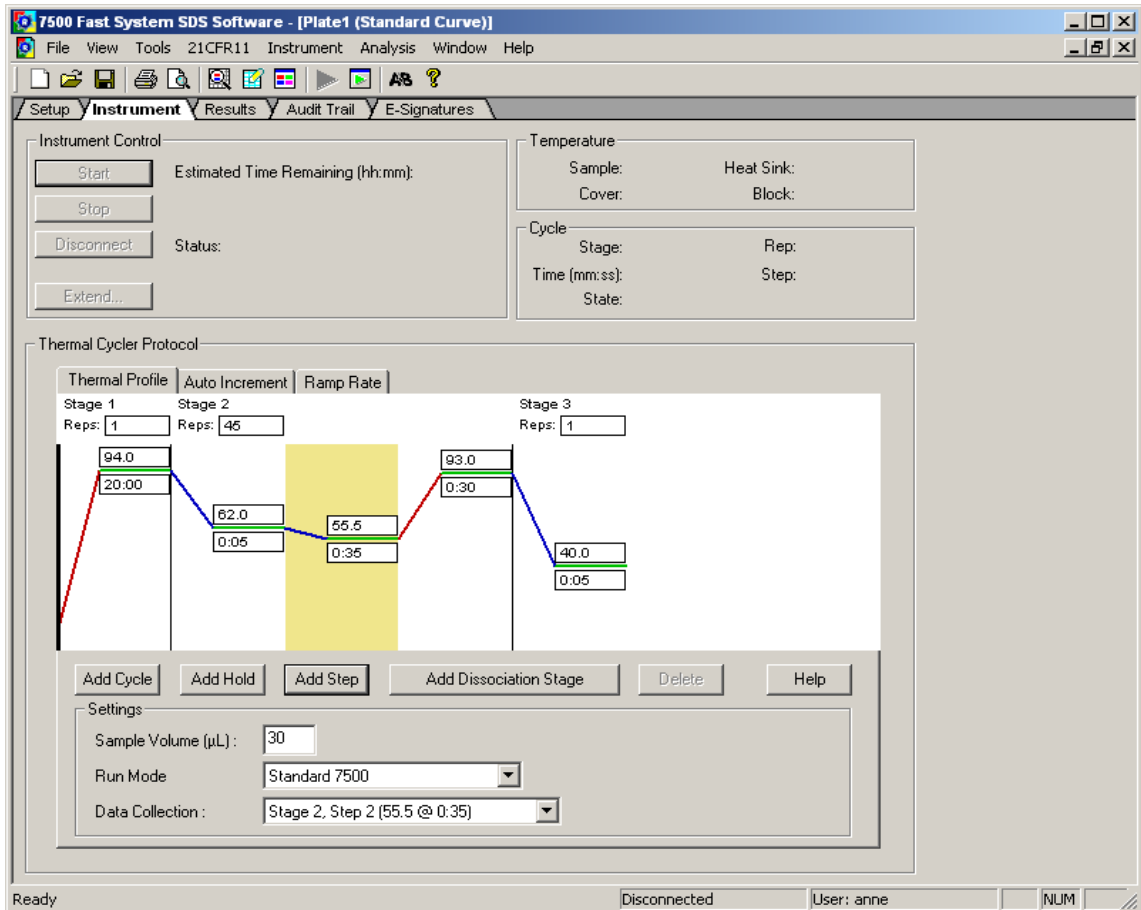 7500 Fast System SDS Software - [Plate1 (Standard Curve)]
File View Tools 21CFR11 Instrument Analysis Window Help
Setup Instrument Results Audit Trail E-Signatures
Instrument Control
Start
Estimated Time Remaining (hh:mm):
Stop
Disconnect
Status:
Extend...
Temperature
Sample: Heat Sink:
Cover: Block:
Cycle
Stage: Rep:
Time (mm:ss): Step:
State:
Thermal Cycler Protocol
Thermal Profile Auto Increment Ramp Rate
Stage 1 Stage 2 Stage 3
Reps: 1 Reps: 45 Reps: 1
94.0
20:00
62.0
0:05
55.5
0:35
93.0
0:30
40.0
0:05
Add Cycle Add Hold Add Step Add Dissociation Stage Delete Help
Settings
Sample Volume (µL) : 30
Run Mode Standard 7500
Data Collection : Stage 2, Step 2 (55.5 @ 0:35)
Ready Disconnected User: anne NUM